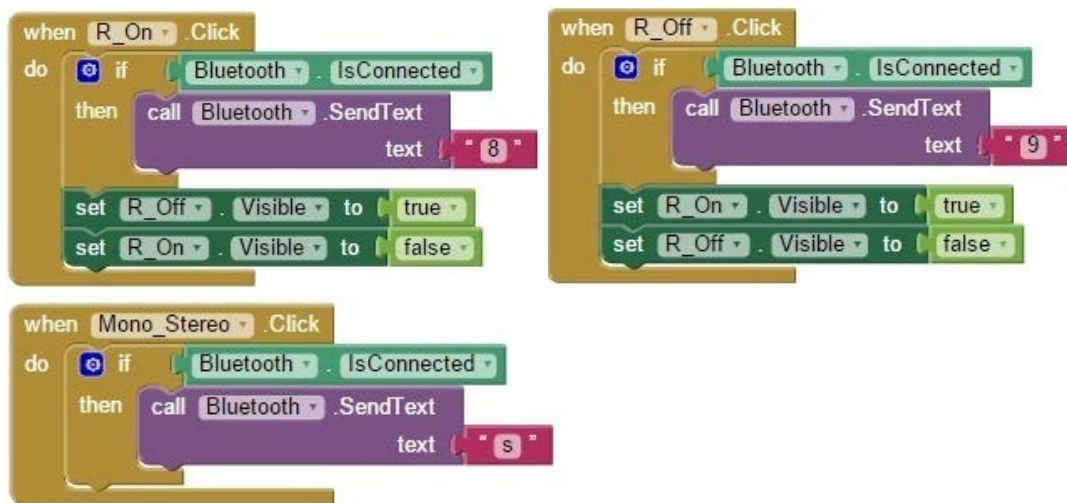 when R_On .Click
do if Bluetooth . IsConnected
then call Bluetooth .SendText
text " 8 "
set R_Off . Visible to true
set R_On . Visible to false
when R_Off .Click
do if Bluetooth . IsConnected
then call Bluetooth .SendText
text " 9 "
set R_On . Visible to true
set R_Off . Visible to false
when Mono_Stereo .Click
do if Bluetooth . IsConnected
then call Bluetooth .SendText
text " s "